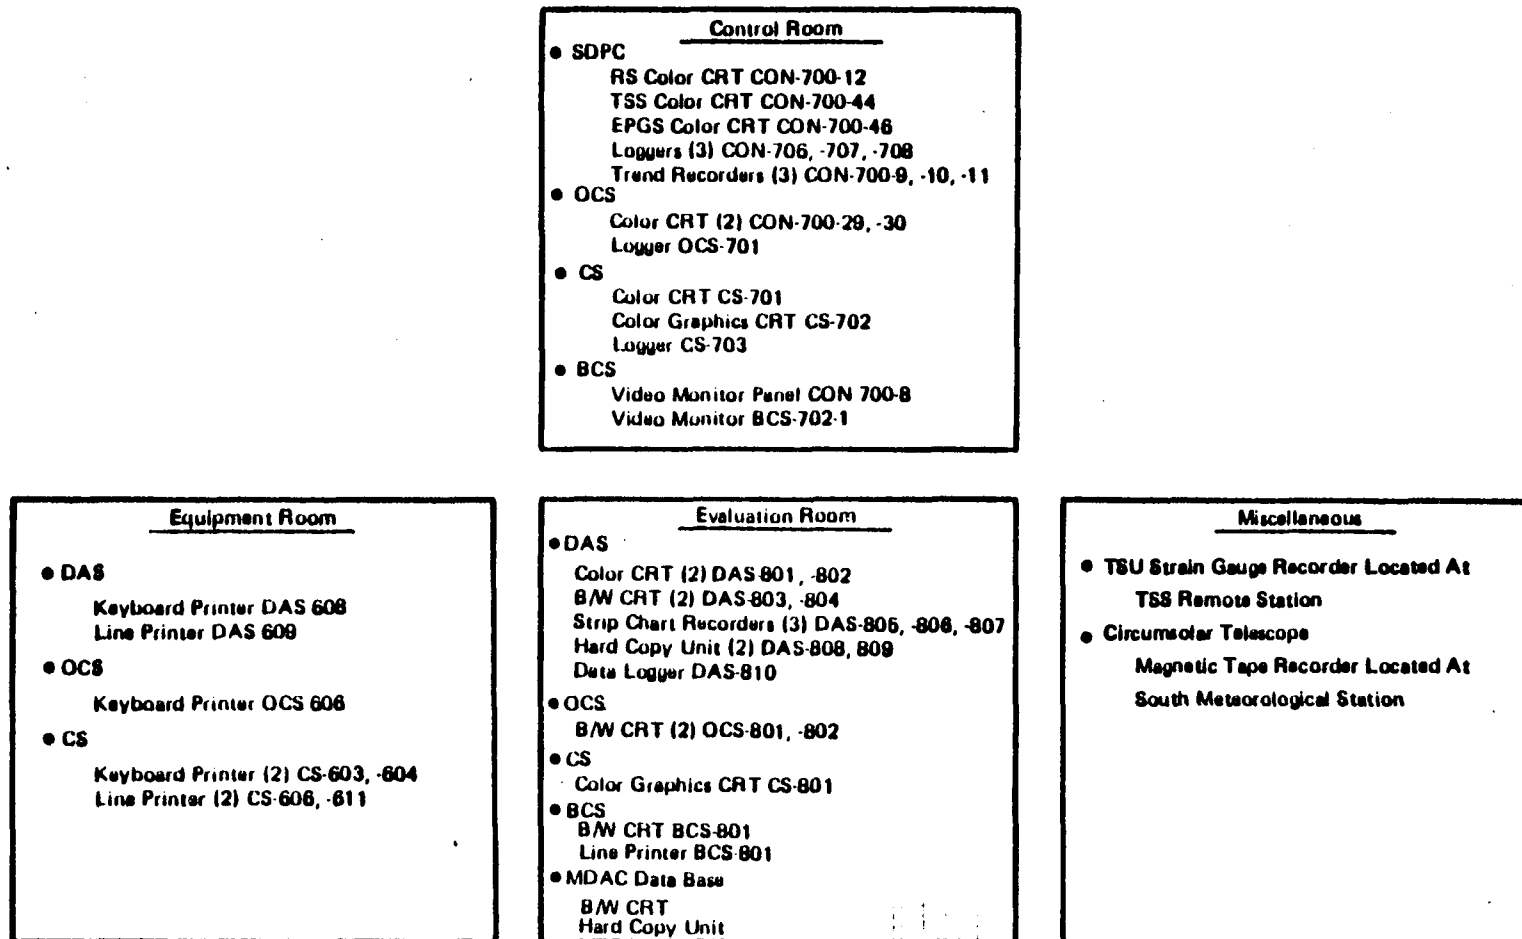 Control Room
● SDPC
RS Color CRT CON-700-12
TSS Color CRT CON-700-44
EPGS Color CRT CON-700-46
Loggers (3) CON-706, -707, -708
Trend Recorders (3) CON-700-9, -10, -11
● OCS
Color CRT (2) CON-700-29, -30
Logger OCS-701
● CS
Color CRT CS-701
Color Graphics CRT CS-702
Logger CS-703
● BCS
Video Monitor Panel CON 700-8
Video Monitor BCS-702-1
Equipment Room
● DAS
Keyboard Printer DAS 608
Line Printer DAS 609
● OCS
Keyboard Printer OCS 606
● CS
Keyboard Printer (2) CS-603, -604
Line Printer (2) CS-606, -611
Evaluation Room
● DAS
Color CRT (2) DAS-801, -802
B/W CRT (2) DAS-803, -804
Strip Chart Recorders (3) DAS-805, -806, -807
Hard Copy Unit (2) DAS-808, 809
Data Logger DAS-810
● OCS
B/W CRT (2) OCS-801, -802
● CS
Color Graphics CRT CS-801
● BCS
B/W CRT BCS-801
Line Printer BCS-801
● MDAC Data Base
B/W CRT
Hard Copy Unit
Miscellaneous
● TSU Strain Gauge Recorder Located At
TSS Remote Station
● Circumsolar Telescope
Magnetic Tape Recorder Located At
South Meteorological Station